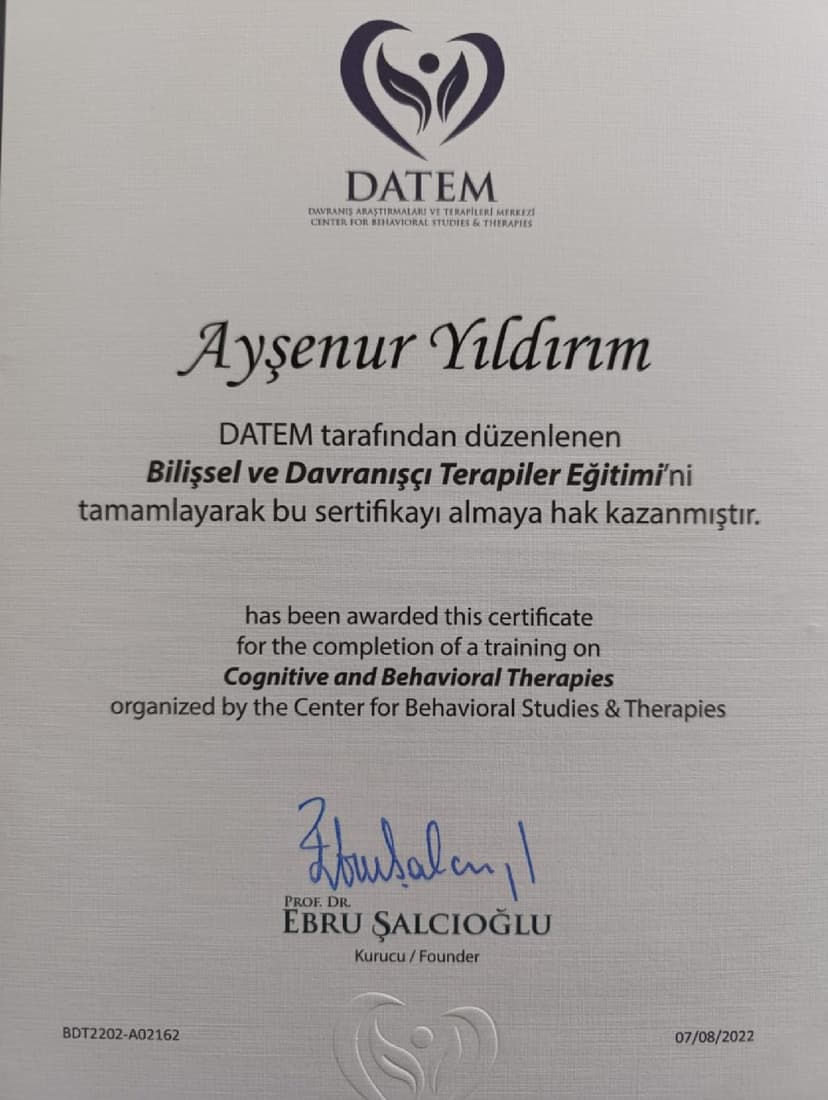 DATEM
DAVRANIŞ ARAŞTIRMALARI VE TERAPİLERİ MERKEZİ
CENTER FOR BEHAVIORAL STUDIES & THERAPIES
Ayşenur Yıldırım
DATEM tarafından düzenlenen
Bilişsel ve Davranışçı Terapiler Eğitimi'ni
tamamlayarak bu sertifikayı almaya hak kazanmıştır.
has been awarded this certificate
for the completion of a training on
Cognitive and Behavioral Therapies
organized by the Center for Behavioral Studies & Therapies
PROF. DR.
EBRU ŞALCIOĞLU
Kurucu / Founder
BDT2202-A02162
07/08/2022